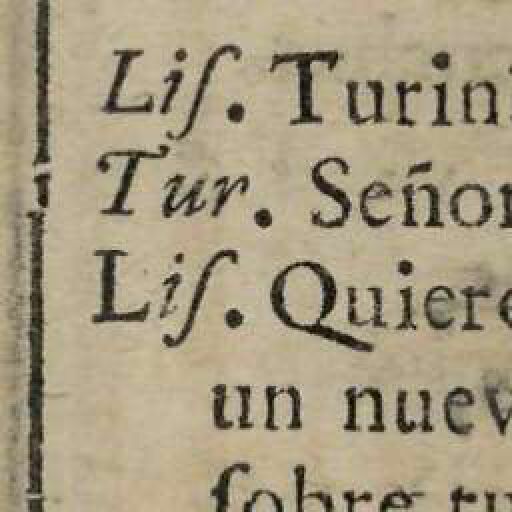 Liſ. Turin
Tur. Señor
Liſ. Quiere
un nuev
ſobre tu